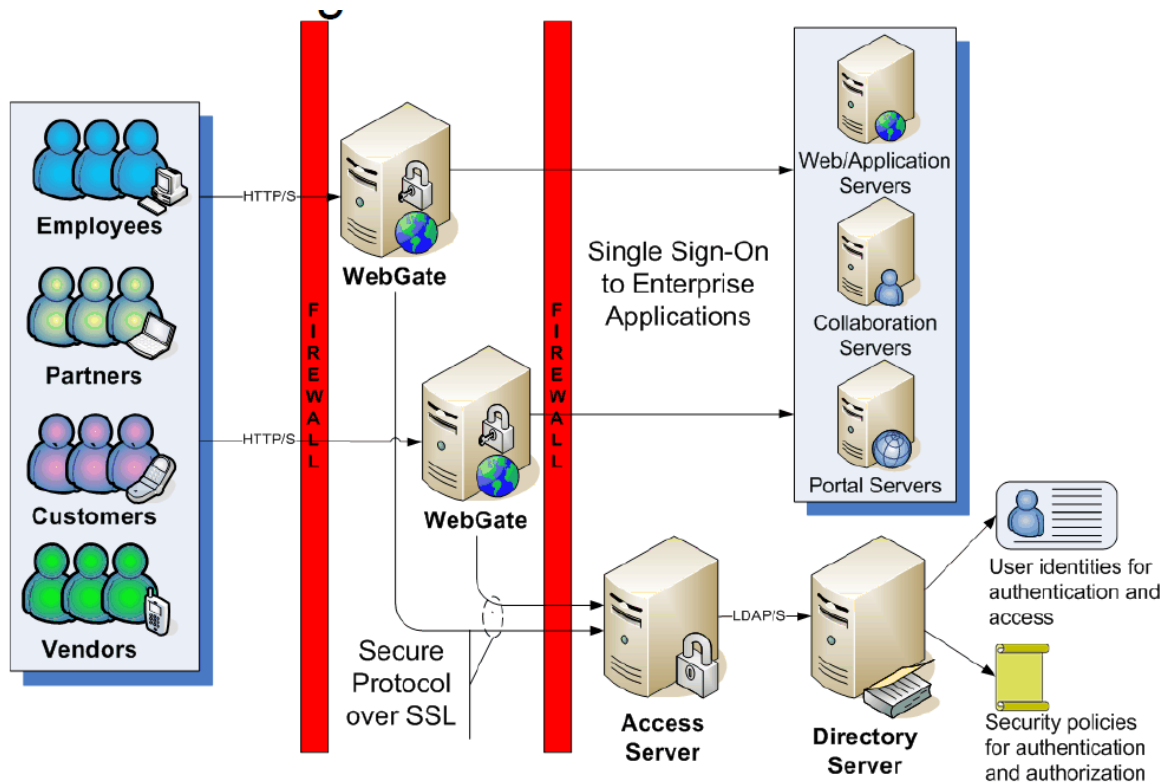 Employees
Partners
Customers
Vendors
HTTP/S
HTTP/S
FIREWALL
WebGate
WebGate
Secure
Protocol
over SSL
FIREWALL
Single Sign-On
to Enterprise
Applications
Web/Application
Servers
Collaboration
Servers
Portal Servers
Access
Server
LDAP/S
Directory
Server
User identities for
authentication and
access
Security policies
for authentication
and authorization